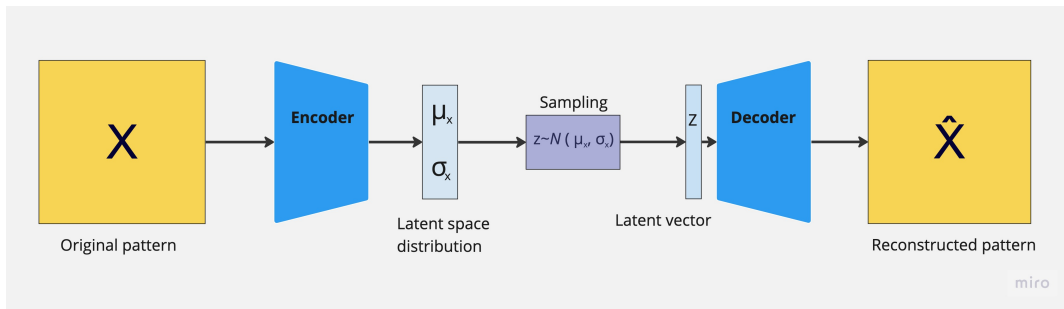 X
Original pattern
Encoder
μx
σx
Latent space
distribution
Sampling
z~N ( μx, σx)
Z
Latent vector
Decoder
X̂
Reconstructed pattern
miro